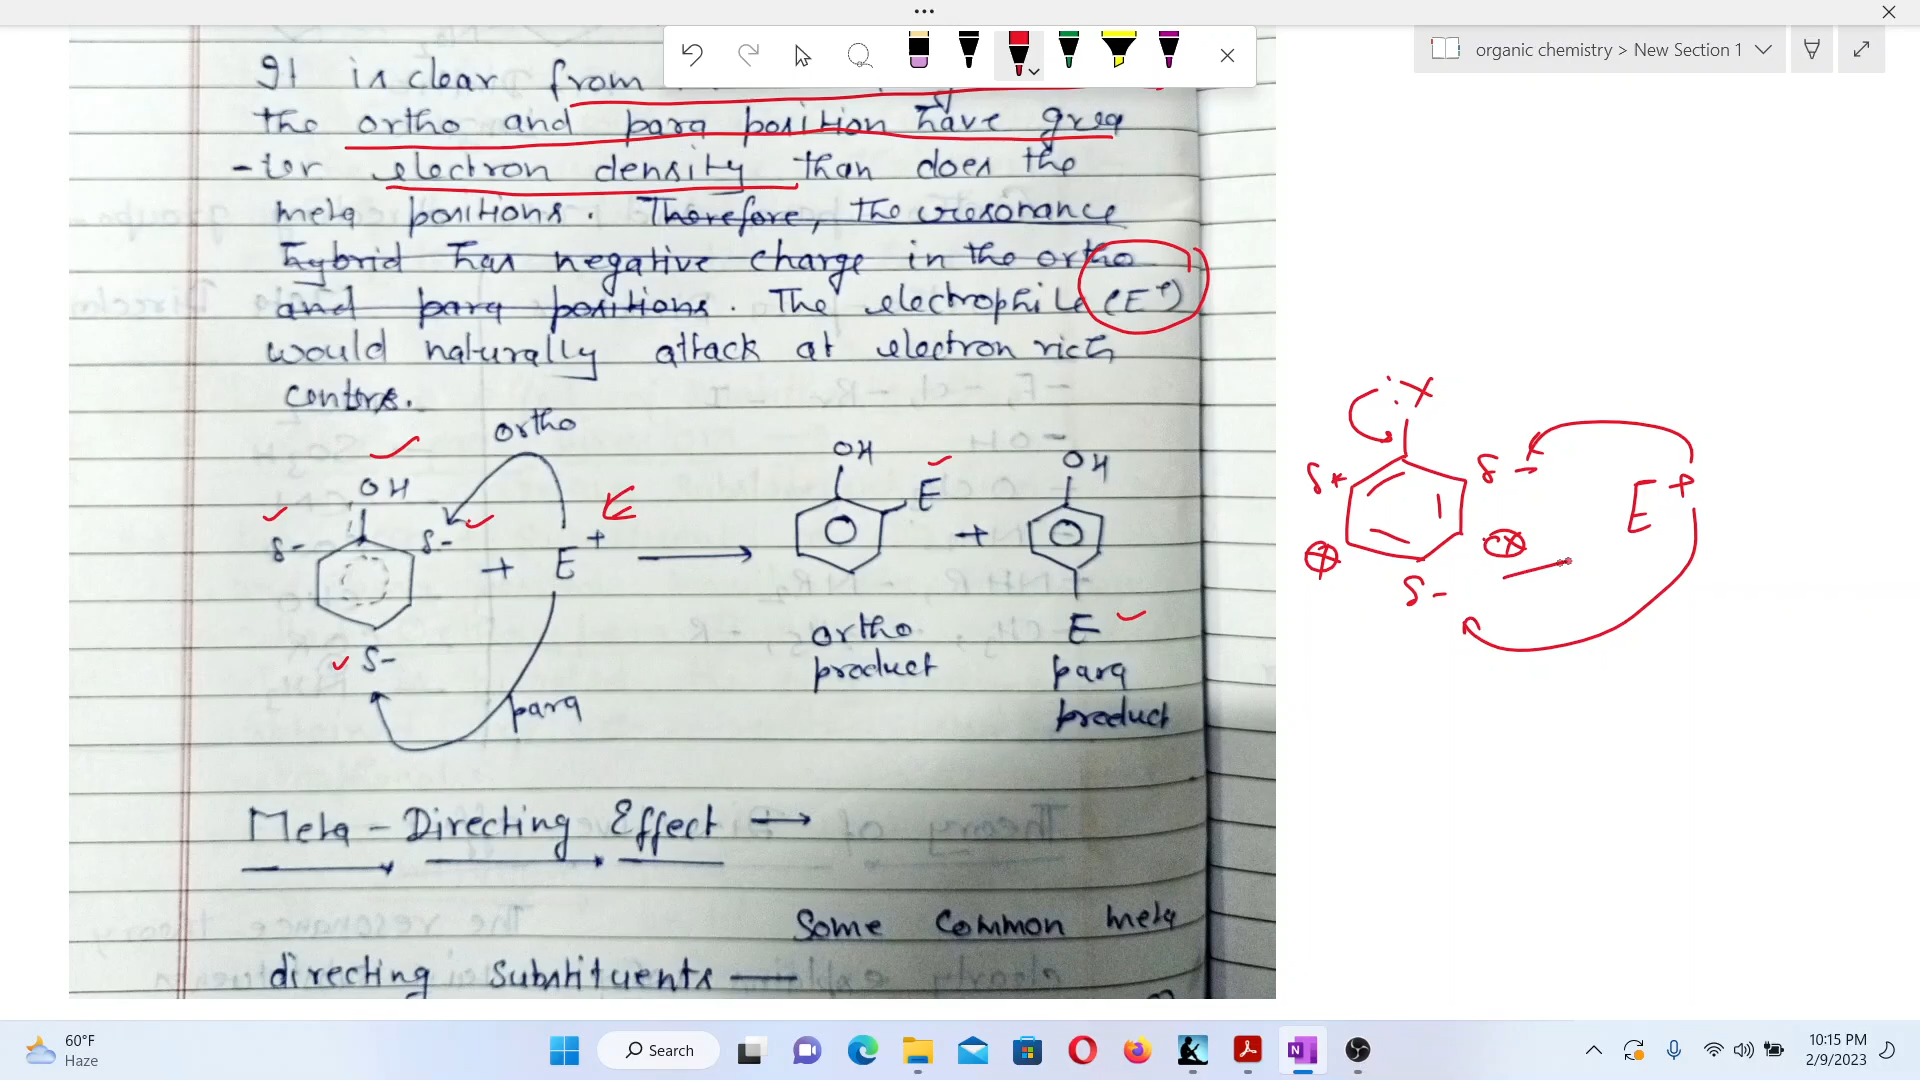 organic chemistry > New Section 1
It is clear from
the ortho and para position have grea
-ter electron density than does the
meta positions. Therefore, the resonance
hybrid has negative charge in the ortho
and para positions. The electrophile (E+)
would naturally attack at electron rich
centers.
ortho
OH
δ-
δ-
+ E+
δ-
para
OH
E
ortho
product
+
OH
E
para
product
:X
δ-
E+
δ-
Meta-Directing Effect →
Some Common meta
directing substituents —
60°F
Haze
Search
10:15 PM
2/9/2023